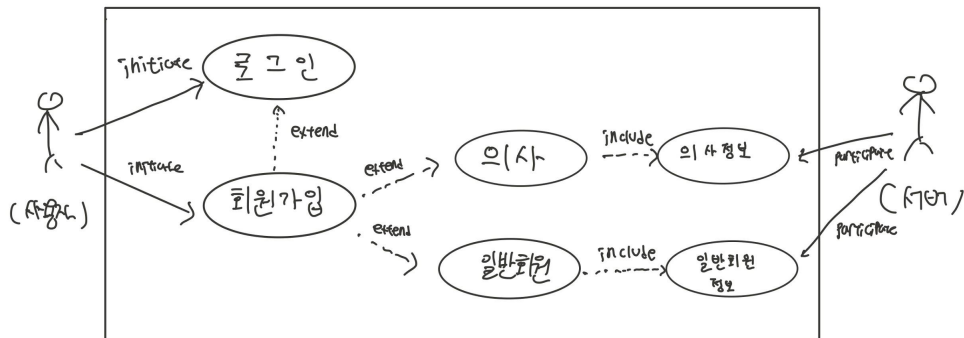 initiate
로그인
extend
initiate
회원가입
extend
의사
include
의사정보
participate
extend
일반회원
include
일반회원
정보
participate
(사용자)
(서버)